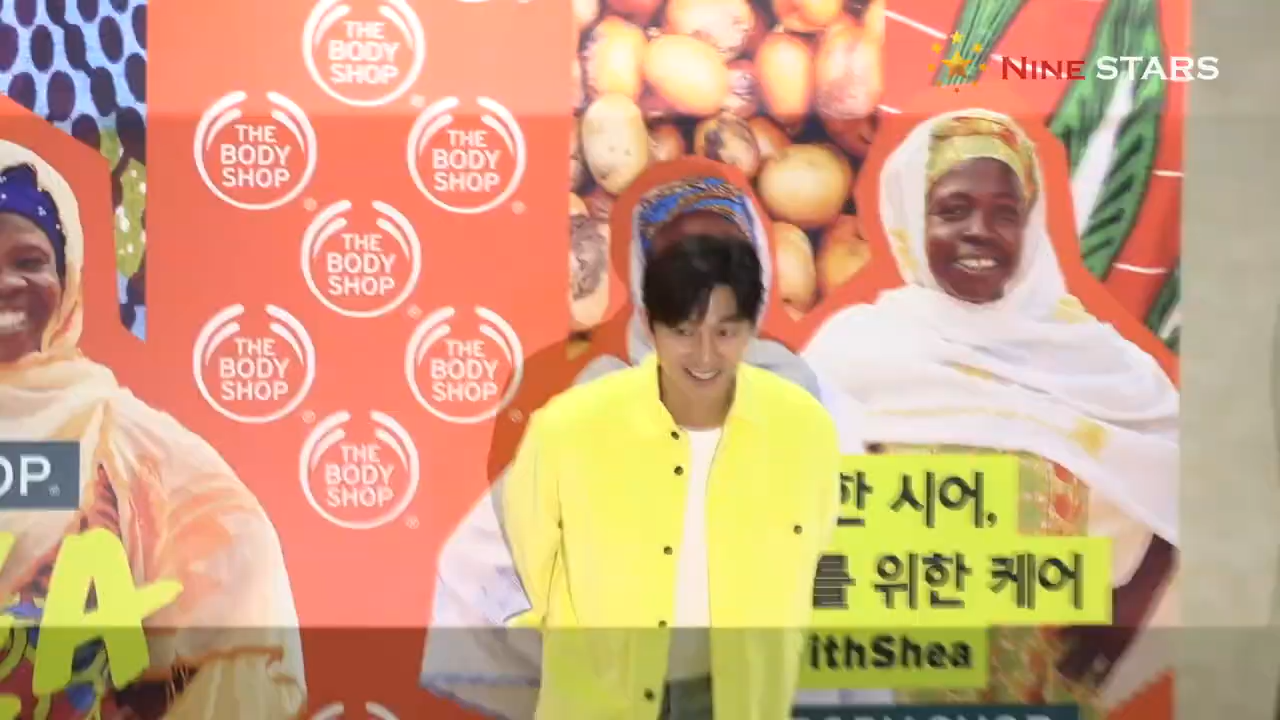 NINE STARS
THE
BODY
SHOP
THE
BODY
SHOP
THE
BODY
SHOP
THE
BODY
SHOP
THE
BODY
SHOP
THE
BODY
SHOP
THE
BODY
SHOP
OP
A
한 시어,
를 위한 케어
ithShea